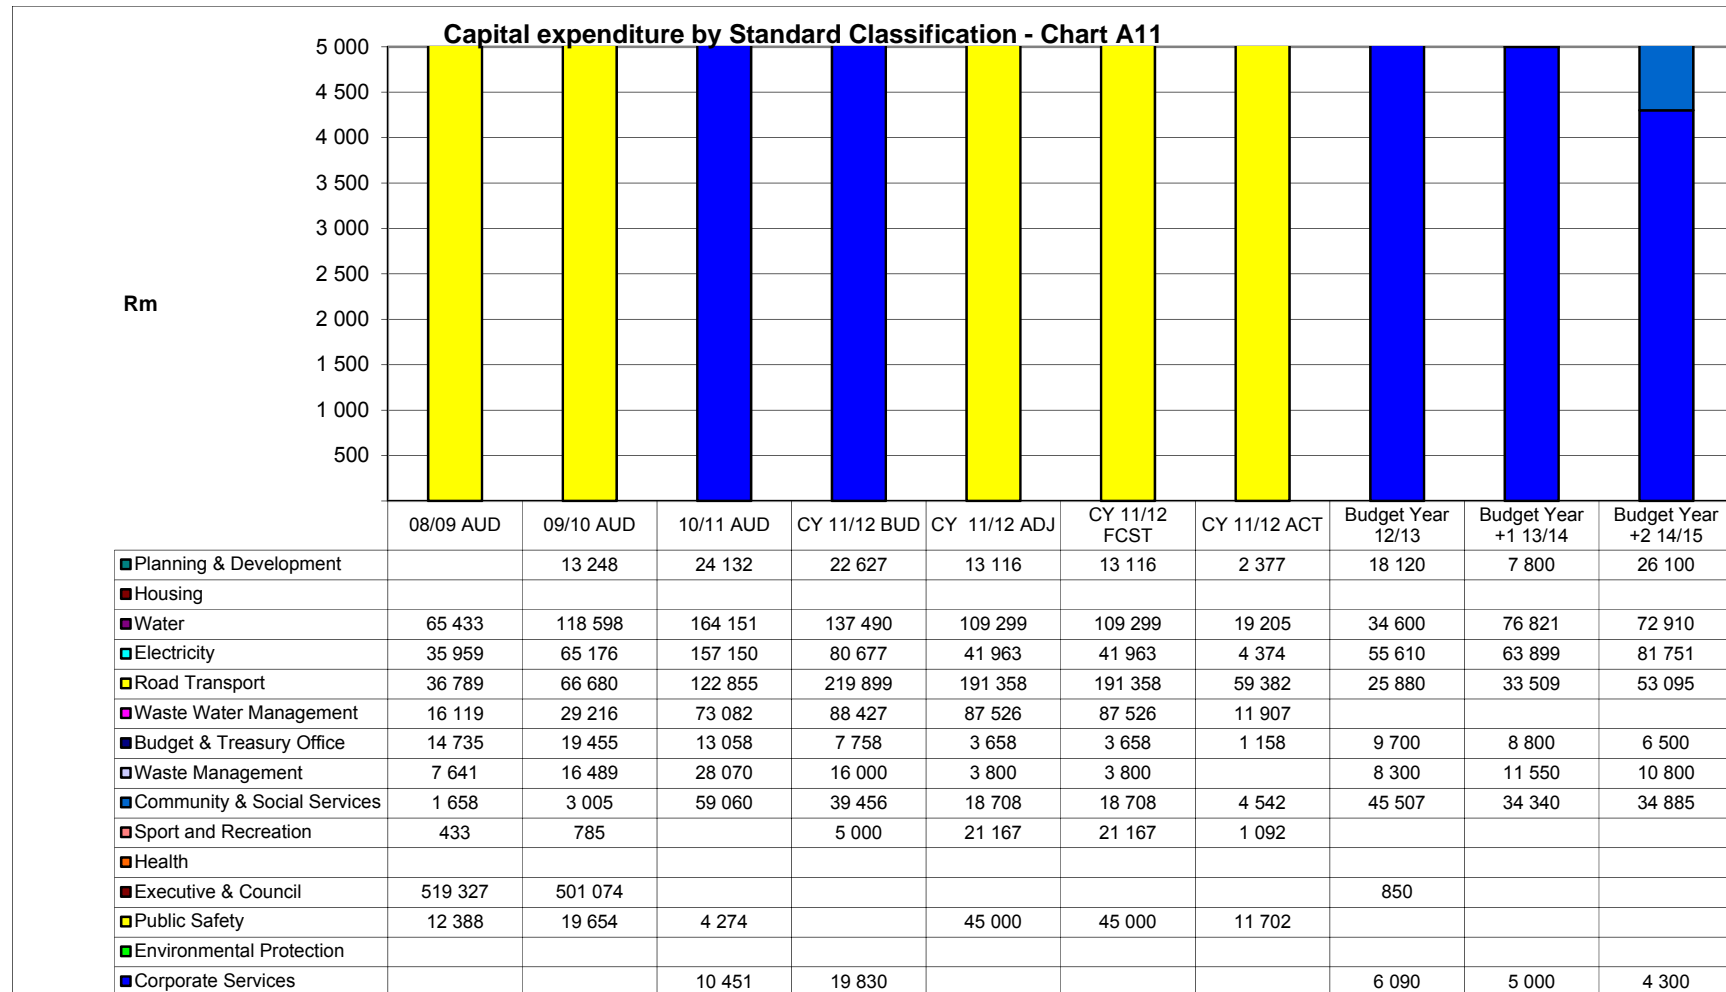 Capital expenditure by Standard Classification - Chart A11
5 000
4 500
4 000
3 500
3 000
2 500
Rm
2 000
1 500
1 000
500
08/09 AUD 09/10 AUD 10/11 AUD CY 11/12 BUD CY 11/12 ADJ CY 11/12 FCST CY 11/12 ACT Budget Year 12/13 Budget Year +1 13/14 Budget Year +2 14/15
Planning & Development 13 248 24 132 22 627 13 116 13 116 2 377 18 120 7 800 26 100
Housing
Water 65 433 118 598 164 151 137 490 109 299 109 299 19 205 34 600 76 821 72 910
Electricity 35 959 65 176 157 150 80 677 41 963 41 963 4 374 55 610 63 899 81 751
Road Transport 36 789 66 680 122 855 219 899 191 358 191 358 59 382 25 880 33 509 53 095
Waste Water Management 16 119 29 216 73 082 88 427 87 526 87 526 11 907
Budget & Treasury Office 14 735 19 455 13 058 7 758 3 658 3 658 1 158 9 700 8 800 6 500
Waste Management 7 641 16 489 28 070 16 000 3 800 3 800 8 300 11 550 10 800
Community & Social Services 1 658 3 005 59 060 39 456 18 708 18 708 4 542 45 507 34 340 34 885
Sport and Recreation 433 785 5 000 21 167 21 167 1 092
Health
Executive & Council 519 327 501 074 850
Public Safety 12 388 19 654 4 274 45 000 45 000 11 702
Environmental Protection
Corporate Services 10 451 19 830 6 090 5 000 4 300